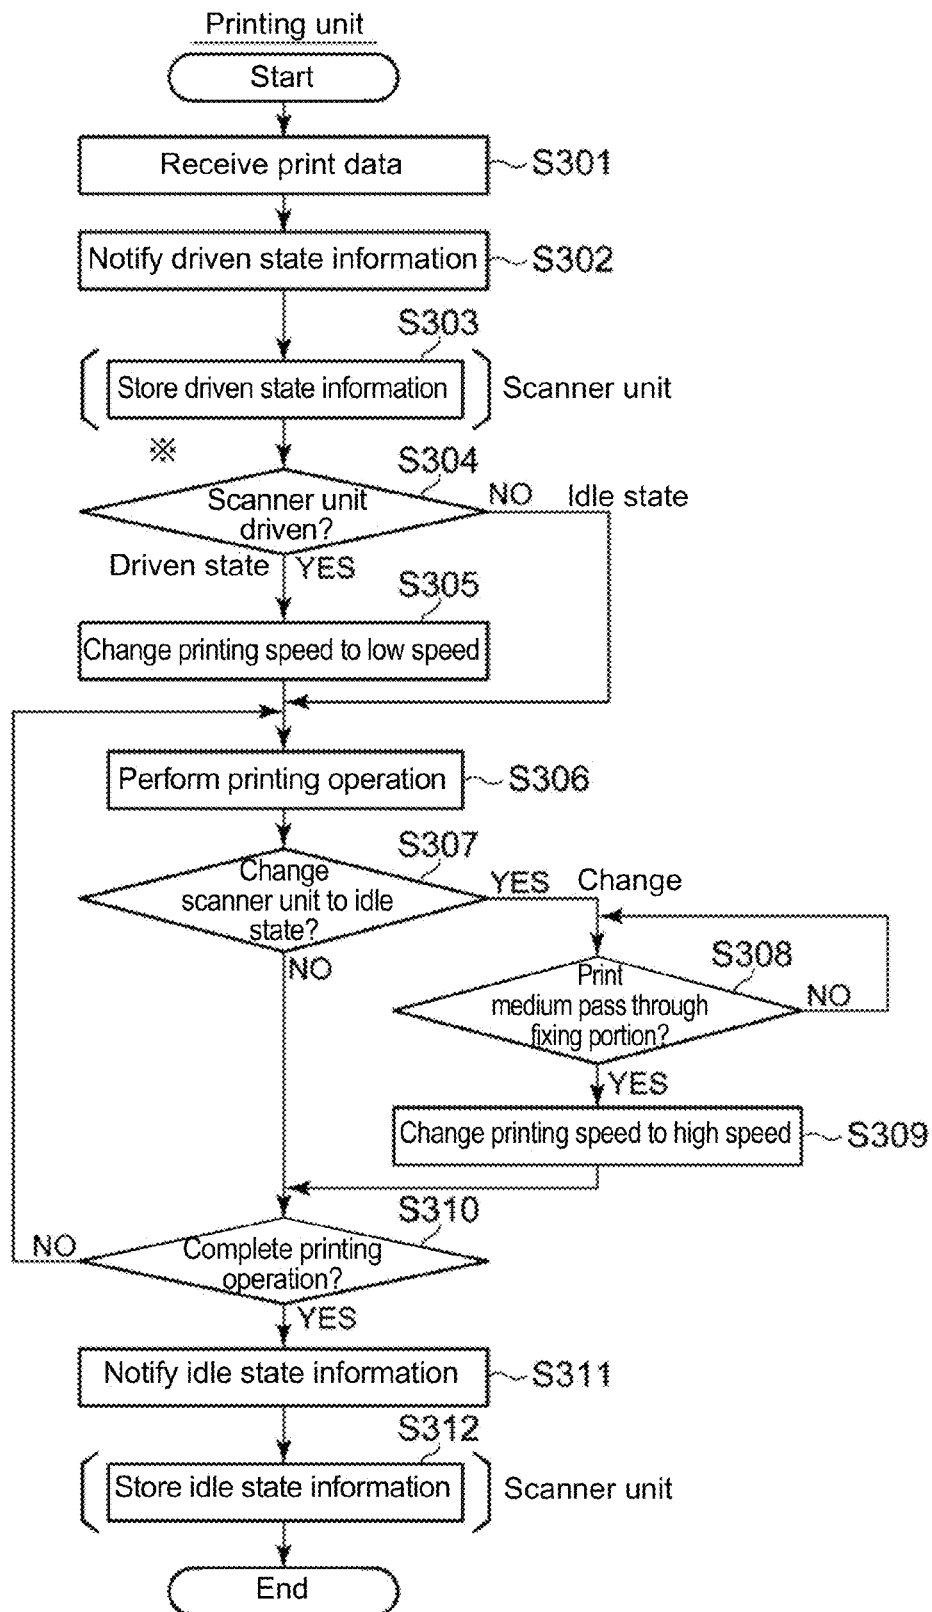 Printing unit
Start
Receive print data
S301
Notify driven state information
S302
S303
Store driven state information
Scanner unit
※
S304
Scanner unit
driven?
NO
Idle state
Driven state
YES
S305
Change printing speed to low speed
Perform printing operation
S306
S307
Change
scanner unit to idle
state?
YES
Change
NO
S308
Print
medium pass through
fixing portion?
NO
YES
Change printing speed to high speed
S309
S310
Complete printing
operation?
NO
YES
Notify idle state information
S311
S312
Store idle state information
Scanner unit
End